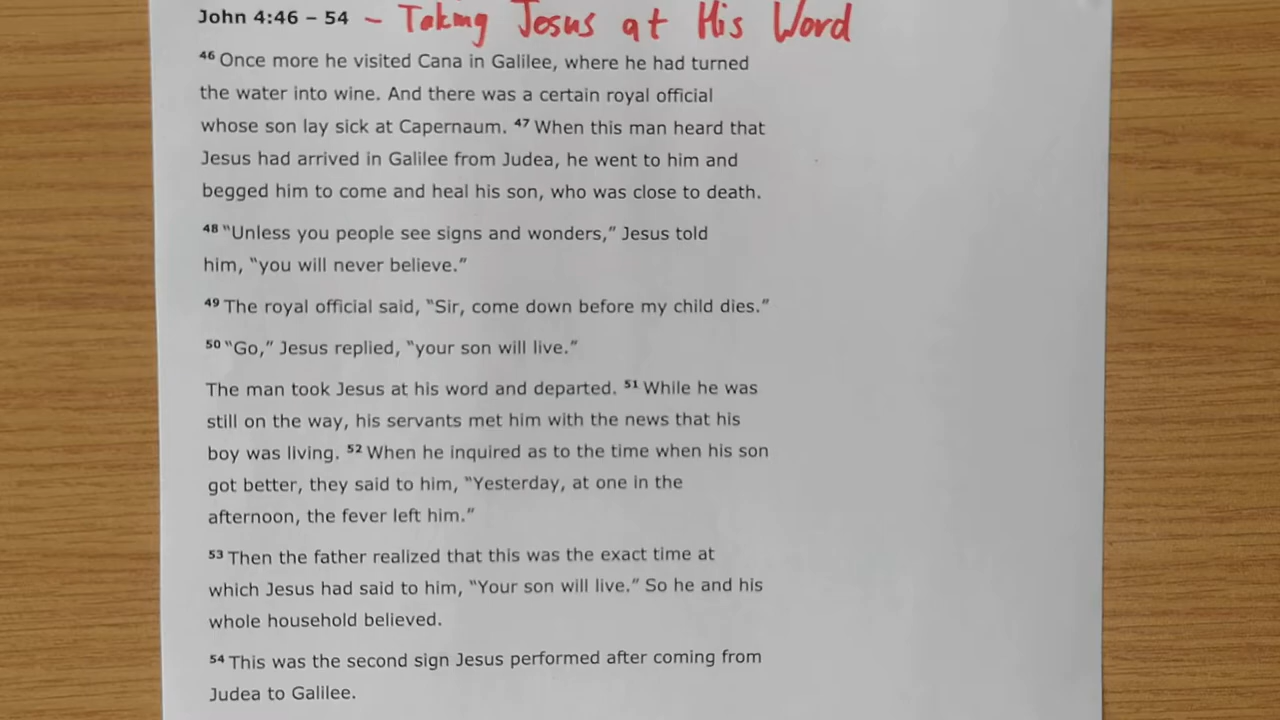 John 4:46 – 54 – Taking Jesus at His Word
46 Once more he visited Cana in Galilee, where he had turned
the water into wine. And there was a certain royal official
whose son lay sick at Capernaum. 47 When this man heard that
Jesus had arrived in Galilee from Judea, he went to him and
begged him to come and heal his son, who was close to death.
48 “Unless you people see signs and wonders,” Jesus told
him, “you will never believe.”
49 The royal official said, “Sir, come down before my child dies.”
50 “Go,” Jesus replied, “your son will live.”
The man took Jesus at his word and departed. 51 While he was
still on the way, his servants met him with the news that his
boy was living. 52 When he inquired as to the time when his son
got better, they said to him, “Yesterday, at one in the
afternoon, the fever left him.”
53 Then the father realized that this was the exact time at
which Jesus had said to him, “Your son will live.” So he and his
whole household believed.
54 This was the second sign Jesus performed after coming from
Judea to Galilee.